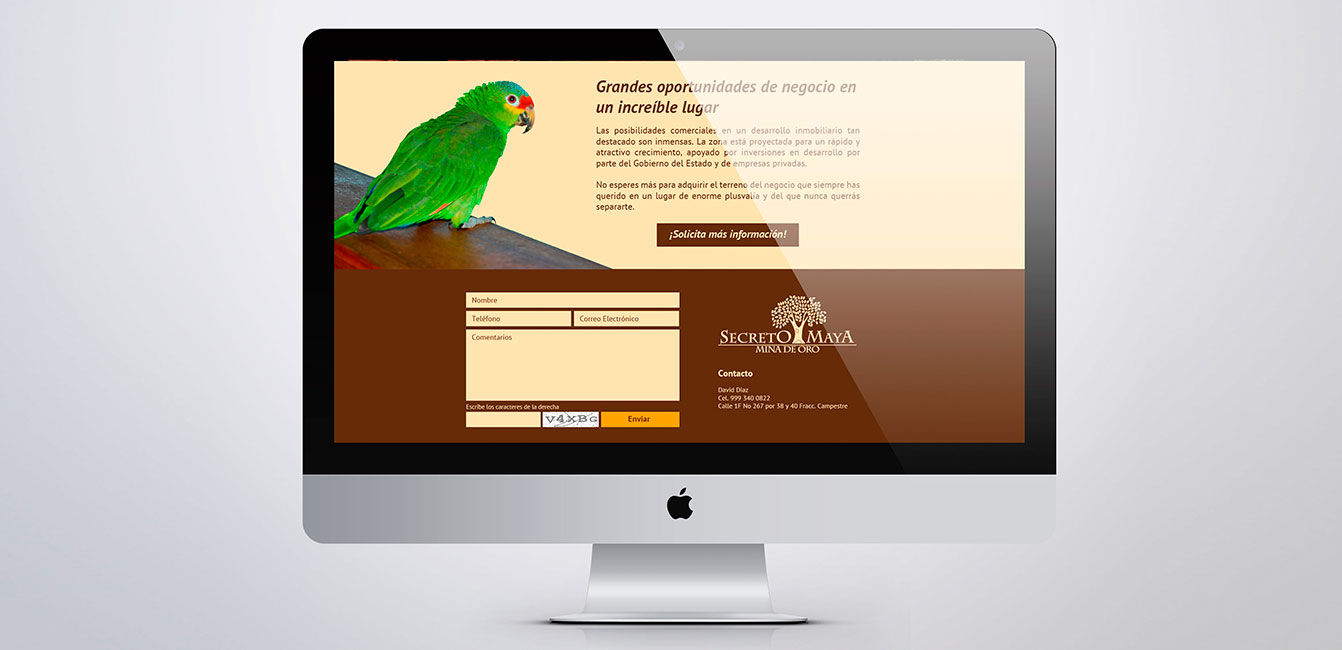 Grandes oportunidades de negocio en
un increíble lugar
Las posibilidades comerciales en un desarrollo inmobiliario tan
destacado son inmensas. La zona está proyectada para un rápido y
atractivo crecimiento, apoyado por inversiones en desarrollo por
parte del Gobierno del Estado y de empresas privadas.
No esperes más para adquirir el terreno del negocio que siempre has
querido en un lugar de enorme plusvalía y del que nunca querrás
separarte.
¡Solicita más información!
Nombre
Teléfono
Correo Electrónico
Comentarios
Escribe los caracteres de la derecha
V4XBG
Enviar
SECRETO MAYA
MINA DE ORO
Contacto
David Díaz
Cel. 999 340 0822
Calle 1F No 267 por 38 y 40 Fracc. Campestre